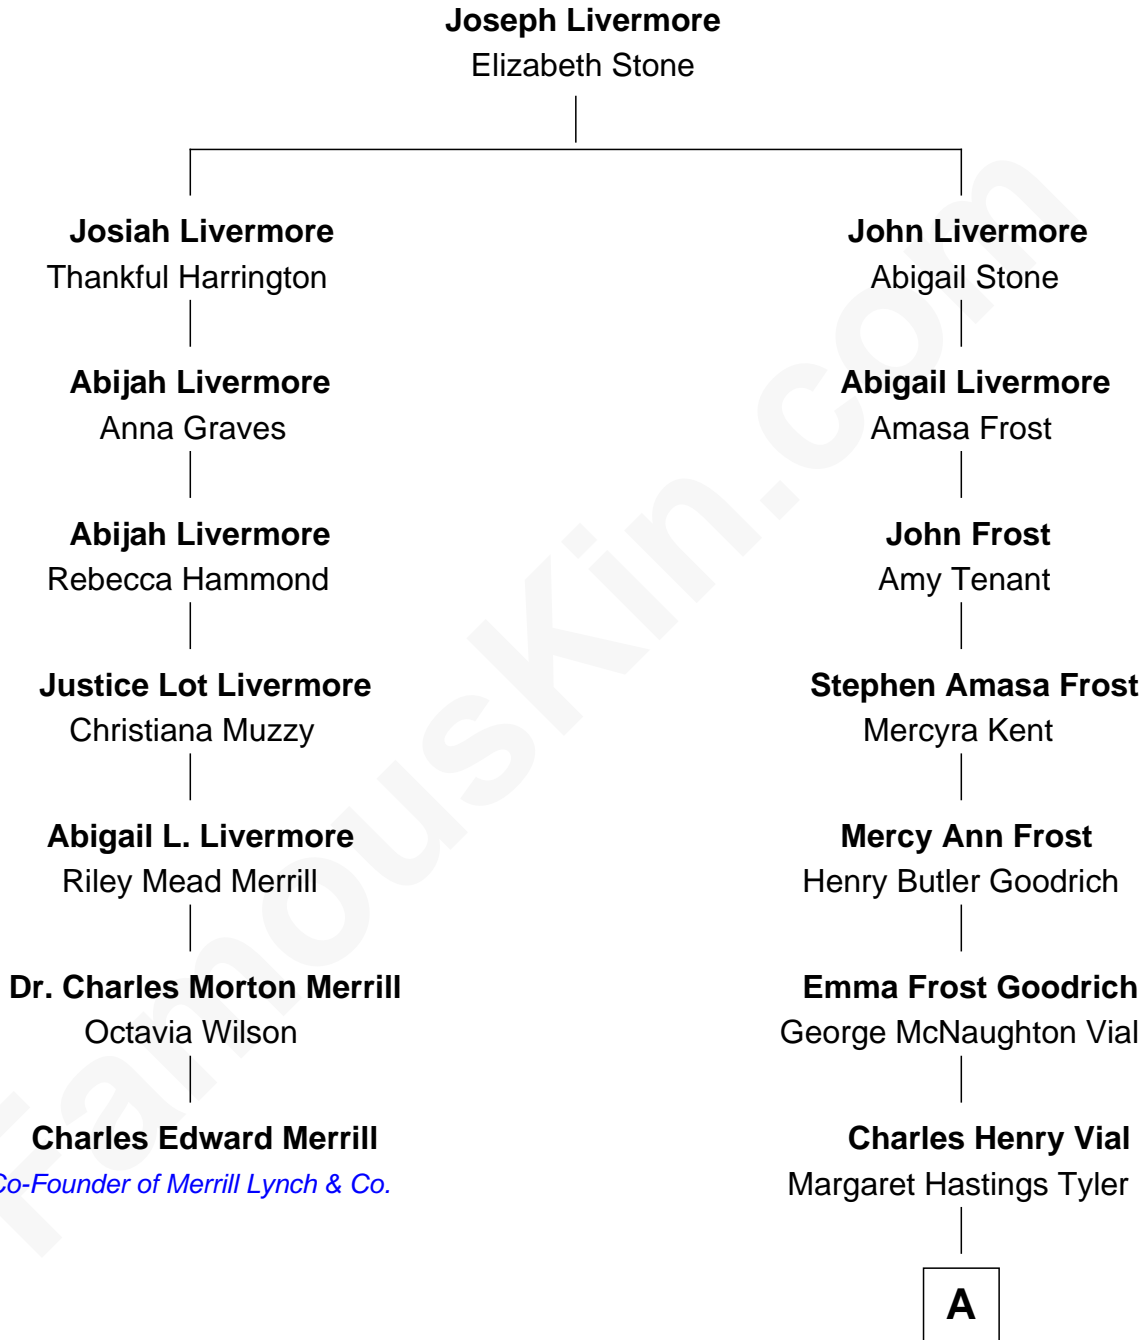 Joseph Livermore
Elizabeth Stone
Josiah Livermore
Thankful Harrington
Abijah Livermore
Anna Graves
Abijah Livermore
Rebecca Hammond
Justice Lot Livermore
Christiana Muzzy
Abigail L. Livermore
Riley Mead Merrill
Dr. Charles Morton Merrill
Octavia Wilson
Charles Edward Merrill
Co-Founder of Merrill Lynch & Co.
John Livermore
Abigail Stone
Abigail Livermore
Amasa Frost
John Frost
Amy Tenant
Stephen Amasa Frost
Mercyra Kent
Mercy Ann Frost
Henry Butler Goodrich
Emma Frost Goodrich
George McNaughton Vial
Charles Henry Vial
Margaret Hastings Tyler
A
FamousKin.com